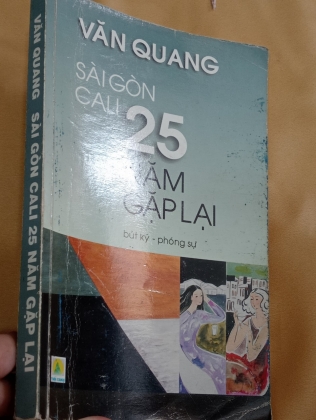 VĂN QUANG
SÀI GÒN
CALI 25
NĂM
GẶP LẠI
bút ký - phóng sự
VĂN QUANG SÀI GÒN CALI 25 NĂM GẶP LẠI